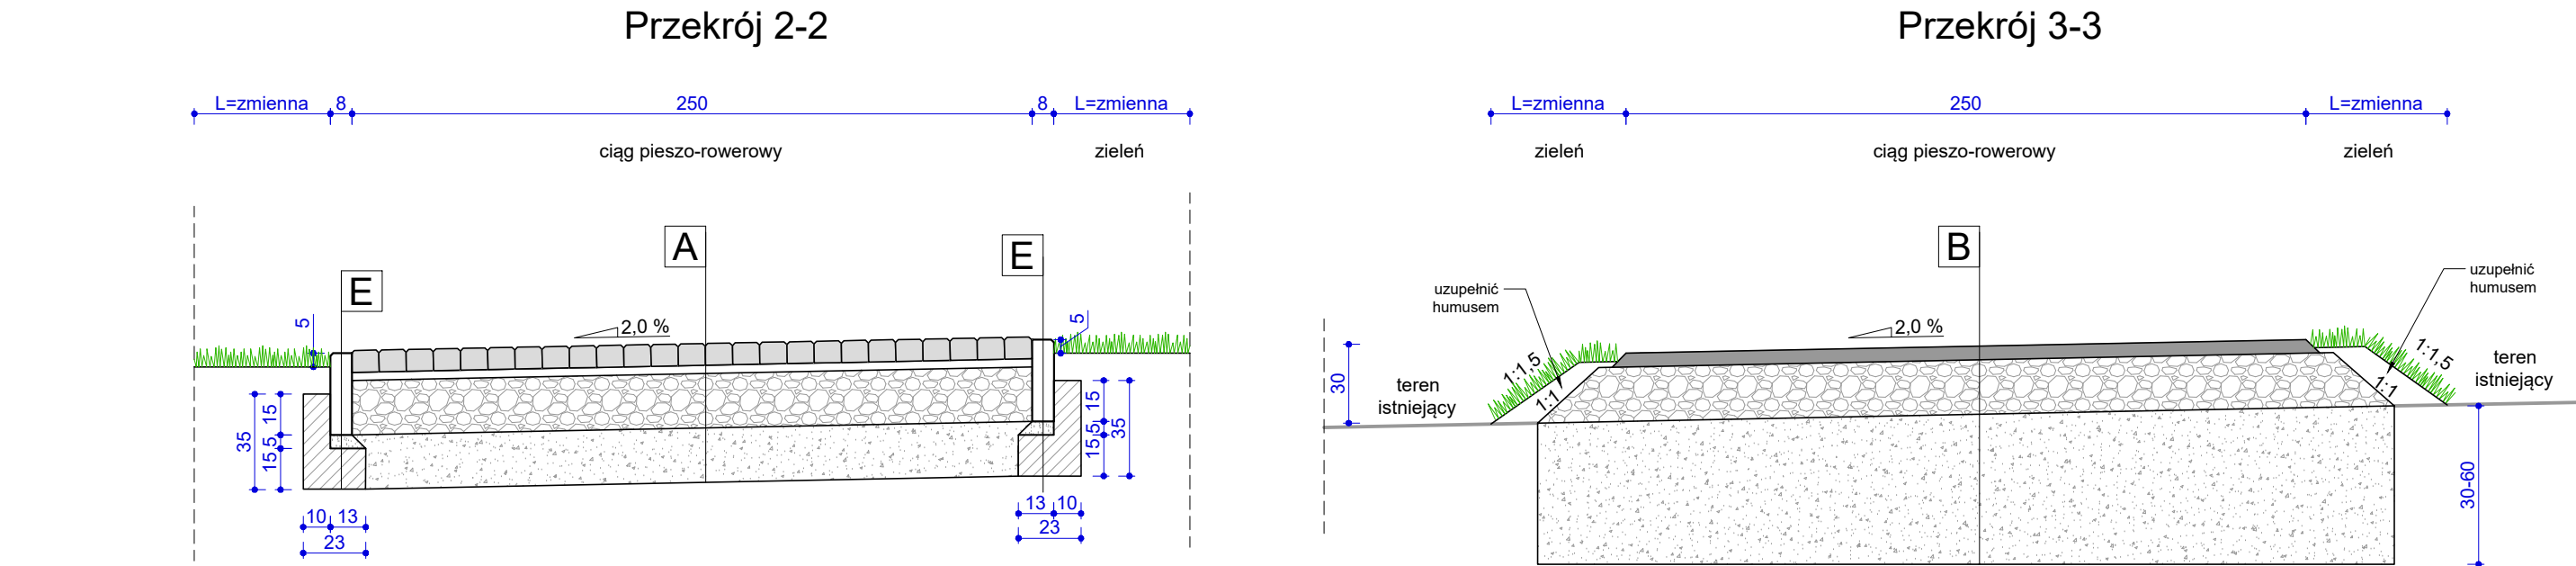 Przekrój 2-2
L=zmienna 8 250 8 L=zmienna
ciąg pieszo-rowerowy zieleń
E
A
E
5
2,0 %
5
35
15
5
15
15
5
15
35
10 13
23
13 10
23
Przekrój 3-3
L=zmienna 250 L=zmienna
zieleń ciąg pieszo-rowerowy zieleń
B
uzupełnić
humusem
uzupełnić
humusem
2,0 %
30
1:1,5
1:1
1:1,5
1:1
teren
istniejący
teren
istniejący
30-60